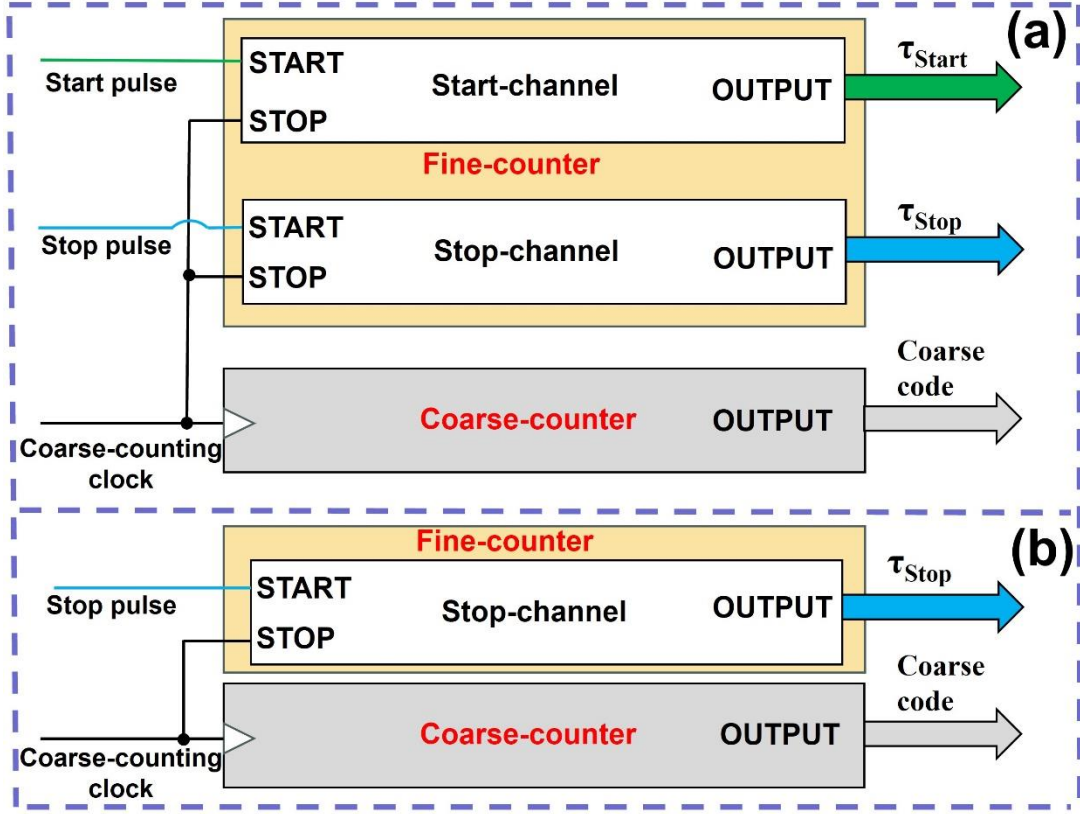 (a)
τStart
START
Start pulse
Start-channel
OUTPUT
STOP
Fine-counter
τStop
START
Stop pulse
Stop-channel
OUTPUT
STOP
Coarse
code
Coarse-counter
OUTPUT
Coarse-counting
clock
(b)
Fine-counter
τStop
START
Stop pulse
Stop-channel
OUTPUT
STOP
Coarse
code
Coarse-counter
OUTPUT
Coarse-counting
clock